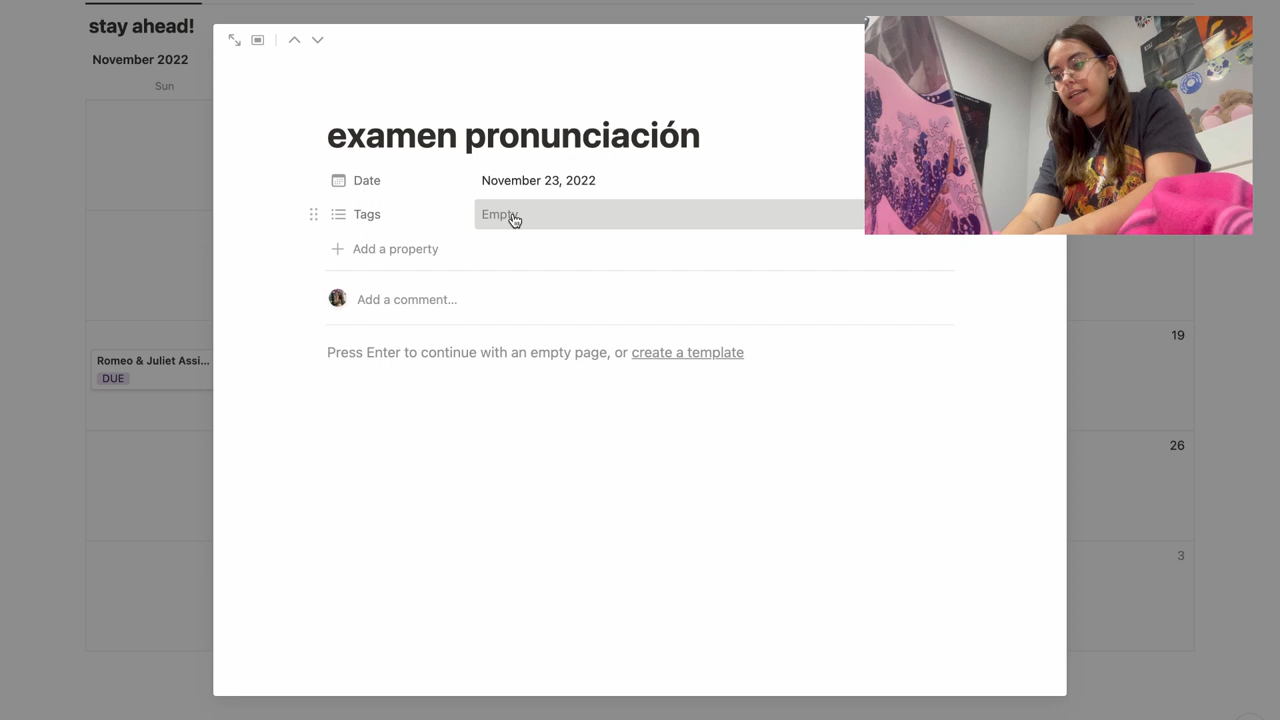 stay ahead!
November 2022
Sun
examen pronunciación
Date
November 23, 2022
Tags
Empty
Add a property
Add a comment...
Press Enter to continue with an empty page, or create a template
Romeo & Juliet Assi...
DUE
19
26
3